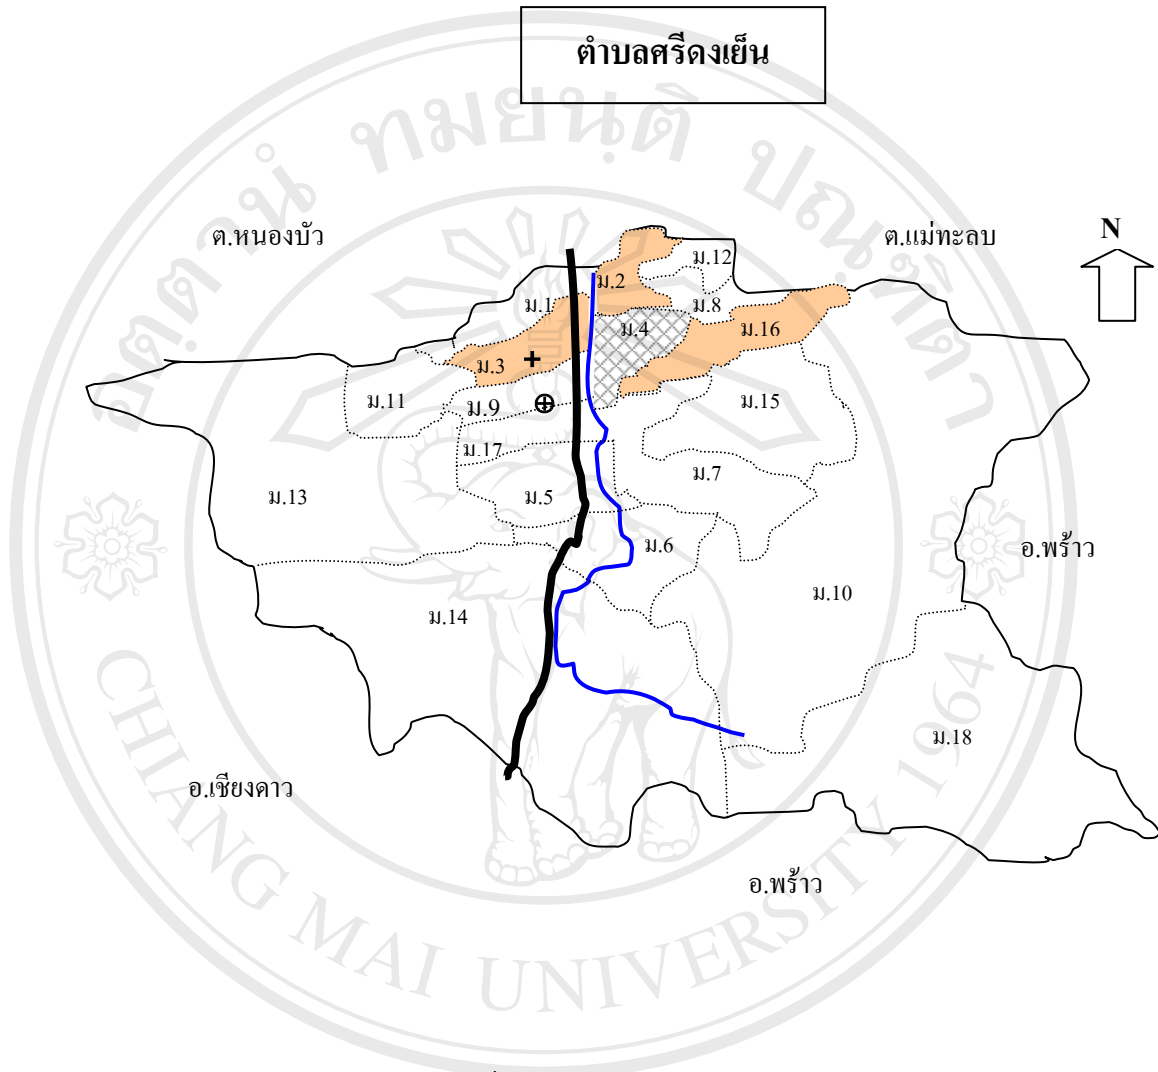 ตำบลศรีดงเย็น
ต.หนองบัว
ต.แม่ทะลบ
N
ม.12
ม.2
ม.1
ม.8
ม.4
ม.16
ม.3
ม.11
ม.9
ม.15
ม.17
ม.7
ม.13
ม.5
ม.6
อ.พร้าว
ม.10
ม.14
ม.18
อ.เชียงดาว
อ.พร้าว
CHIANG MAI UNIVERSITY 1964